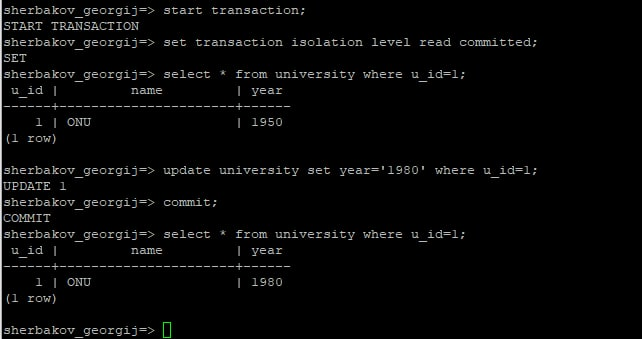 sherbakov_georgij=> start transaction;
START TRANSACTION
sherbakov_georgij=> set transaction isolation level read committed;
SET
sherbakov_georgij=> select * from university where u_id=1;
 u_id |         name         | year
------+----------------------+------
    1 | ONU                  | 1950
(1 row)

sherbakov_georgij=> update university set year='1980' where u_id=1;
UPDATE 1
sherbakov_georgij=> commit;
COMMIT
sherbakov_georgij=> select * from university where u_id=1;
 u_id |         name         | year
------+----------------------+------
    1 | ONU                  | 1980
(1 row)

sherbakov_georgij=>